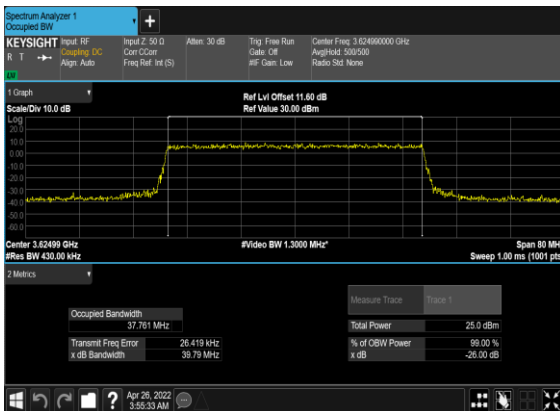 Spectrum Analyzer 1
Occupied BW
KEYSIGHT
R T
LV
Input: RF
Coupling: DC
Align: Auto
Input Z: 50 Ω
Corr CCorr
Freq Ref: Int (S)
Atten: 30 dB
Trig: Free Run
Gate: Off
#IF Gain: Low
Center Freq: 3.624990000 GHz
Avg|Hold: 500/500
Radio Std: None
1 Graph
Scale/Div 10.0 dB
Ref Lvl Offset 11.60 dB
Ref Value 30.00 dBm
Log
20.0
10.0
0.00
-10.0
-20.0
-30.0
-40.0
-50.0
-60.0
Center 3.62499 GHz
#Res BW 430.00 kHz
#Video BW 1.3000 MHz*
Span 80 MH
Sweep 1.00 ms (1001 pts
2 Metrics
Measure Trace Trace 1
Occupied Bandwidth
37.761 MHz
Total Power 25.0 dBm
Transmit Freq Error 26.419 kHz
% of OBW Power 99.00 %
x dB Bandwidth 39.79 MHz
x dB -26.00 dB
Apr 26, 2022
3:55:33 AM